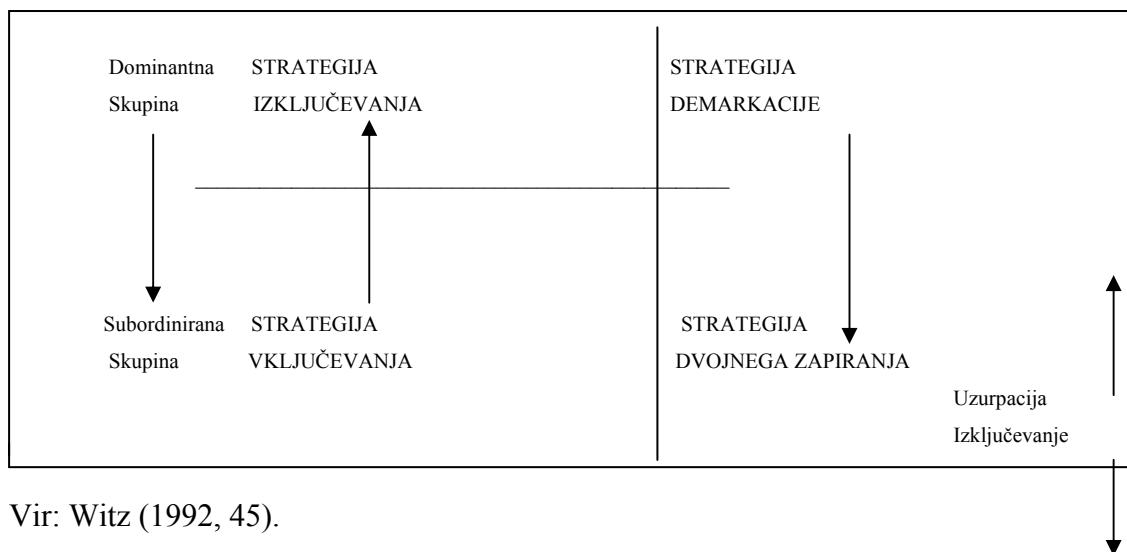 Dominantna STRATEGIJA STRATEGIJA
Skupina IZKLJUČEVANJA DEMARKACIJE
Subordinirana STRATEGIJA STRATEGIJA
Skupina VKLJUČEVANJA DVOJNEGA ZAPIRANJA
Uzurpacija
Izključevanje
Vir: Witz (1992, 45).